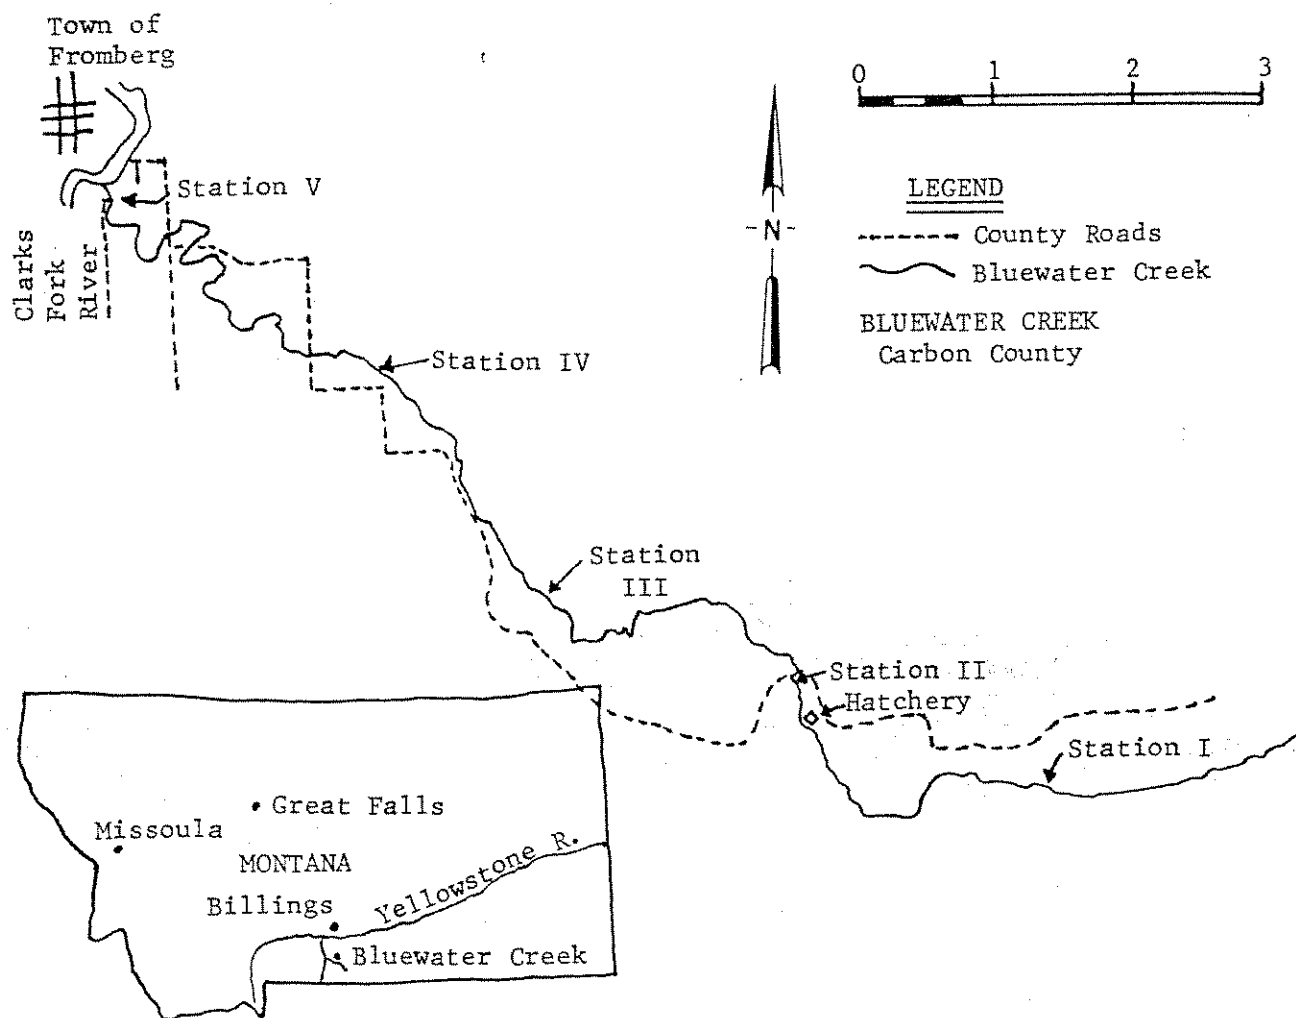 Town of
Fromberg
0 1 2 3
Station V
LEGEND
N
County Roads
Bluewater Creek
Clarks
Fork
River
BLUEWATER CREEK
Carbon County
Station IV
Station
III
Station II
Hatchery
Station I
Great Falls
Missoula
MONTANA
Yellowstone R.
Billings
Bluewater Creek